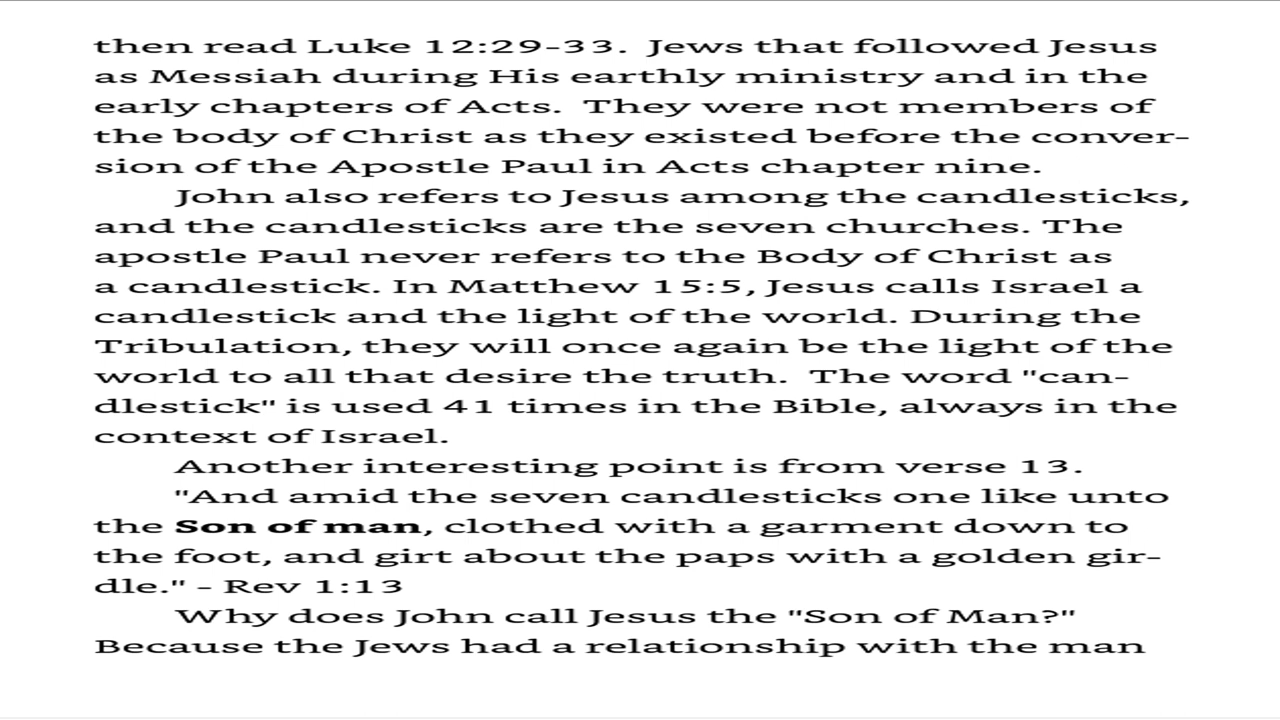 then read Luke 12:29-33.  Jews that followed Jesus
as Messiah during His earthly ministry and in the
early chapters of Acts.  They were not members of
the body of Christ as they existed before the conver-
sion of the Apostle Paul in Acts chapter nine.
John also refers to Jesus among the candlesticks,
and the candlesticks are the seven churches. The
apostle Paul never refers to the Body of Christ as
a candlestick. In Matthew 15:5, Jesus calls Israel a
candlestick and the light of the world. During the
Tribulation, they will once again be the light of the
world to all that desire the truth.  The word "can-
dlestick" is used 41 times in the Bible, always in the
context of Israel.
Another interesting point is from verse 13.
"And amid the seven candlesticks one like unto
the Son of man, clothed with a garment down to
the foot, and girt about the paps with a golden gir-
dle." - Rev 1:13
Why does John call Jesus the "Son of Man?"
Because the Jews had a relationship with the man